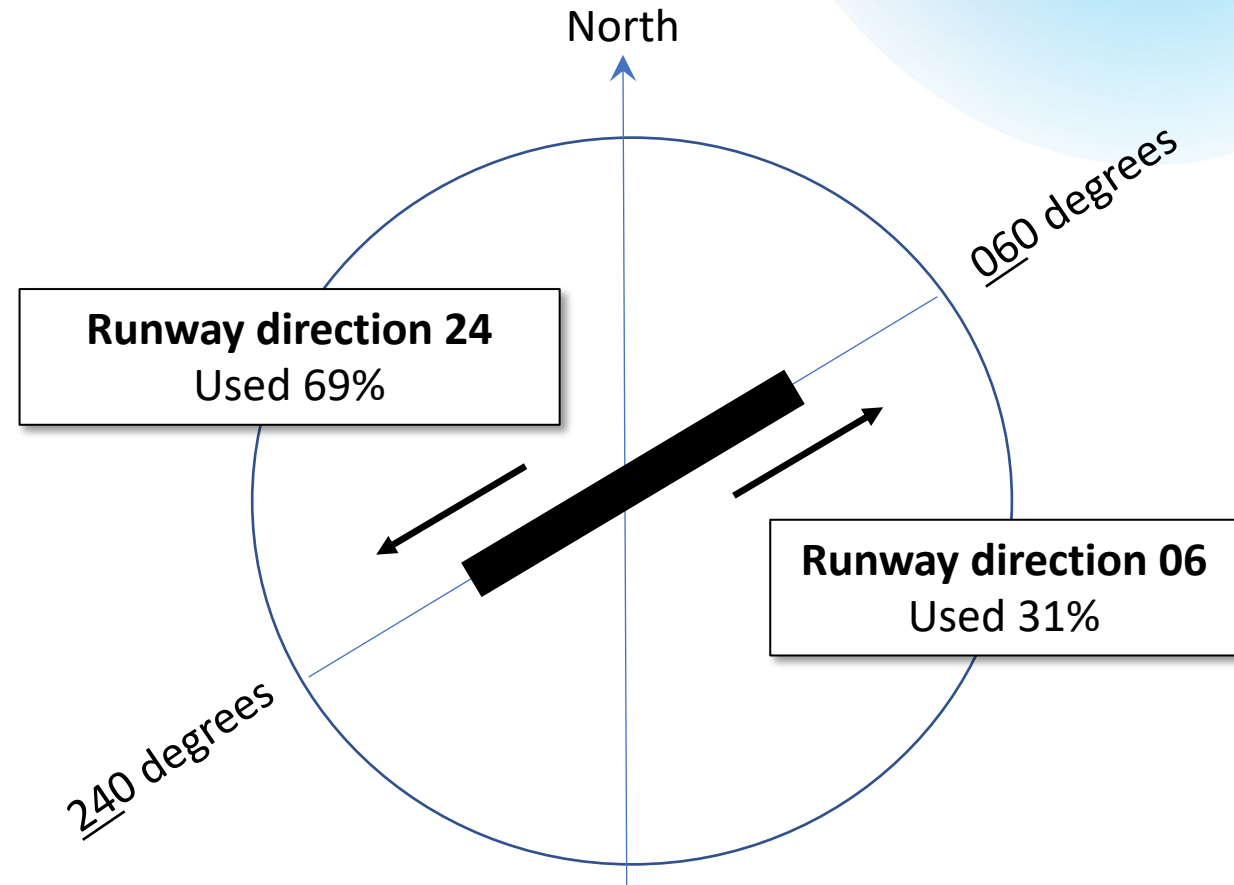 North
060 degrees
Runway direction 24
Used 69%
Runway direction 06
Used 31%
240 degrees